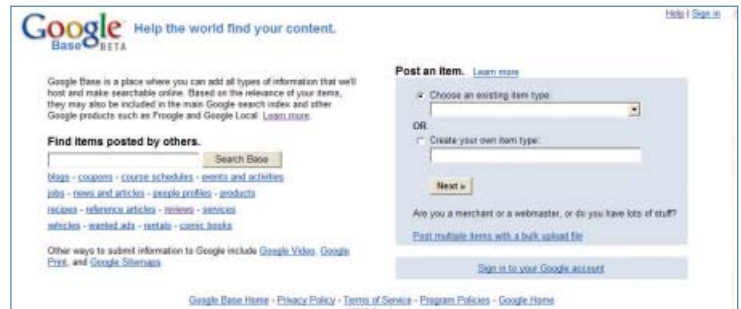 Help | Sign in
Google
Base BETA
Help the world find your content.
Google Base is a place where you can add all types of information that we'll
host and make searchable online. Based on the relevance of your items,
they may also be included in the main Google search index and other
Google products such as Froogle and Google Local. Learn more.
Find items posted by others.
Search Base
blogs - coupons - course schedules - events and activities
jobs - news and articles - people profiles - products
recipes - reference articles - reviews - services
vehicles - wanted ads - rentals - comic books
Other ways to submit information to Google include Google Video, Google
Print, and Google Sitemaps.
Post an item. Learn more
Choose an existing item type:
OR
Create your own item type:
Next »
Are you a merchant or a webmaster, or do you have lots of stuff?
Post multiple items with a bulk upload file
Sign in to your Google account
Google Base Home - Privacy Policy - Terms of Service - Program Policies - Google Home